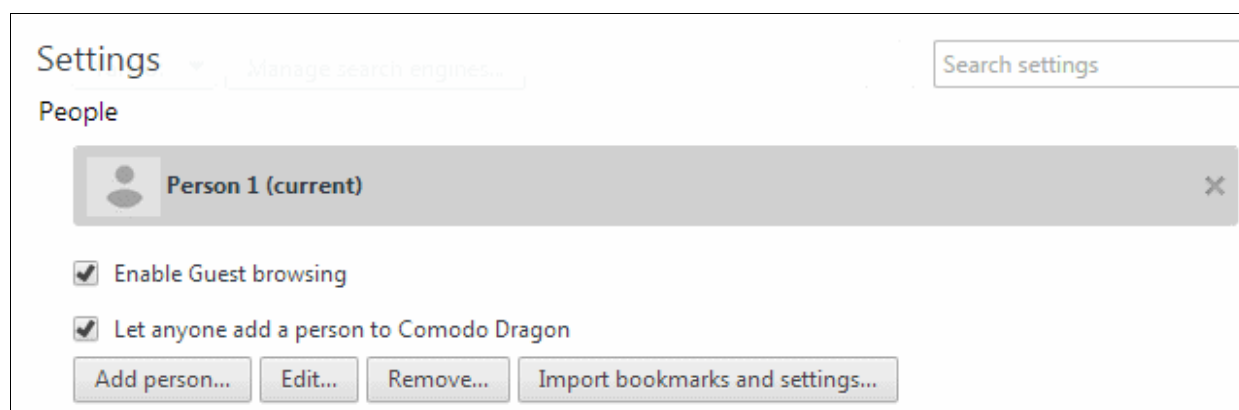 Settings
Manage search engines...
Search settings
People
Person 1 (current)
Enable Guest browsing
Let anyone add a person to Comodo Dragon
Add person... Edit... Remove... Import bookmarks and settings...